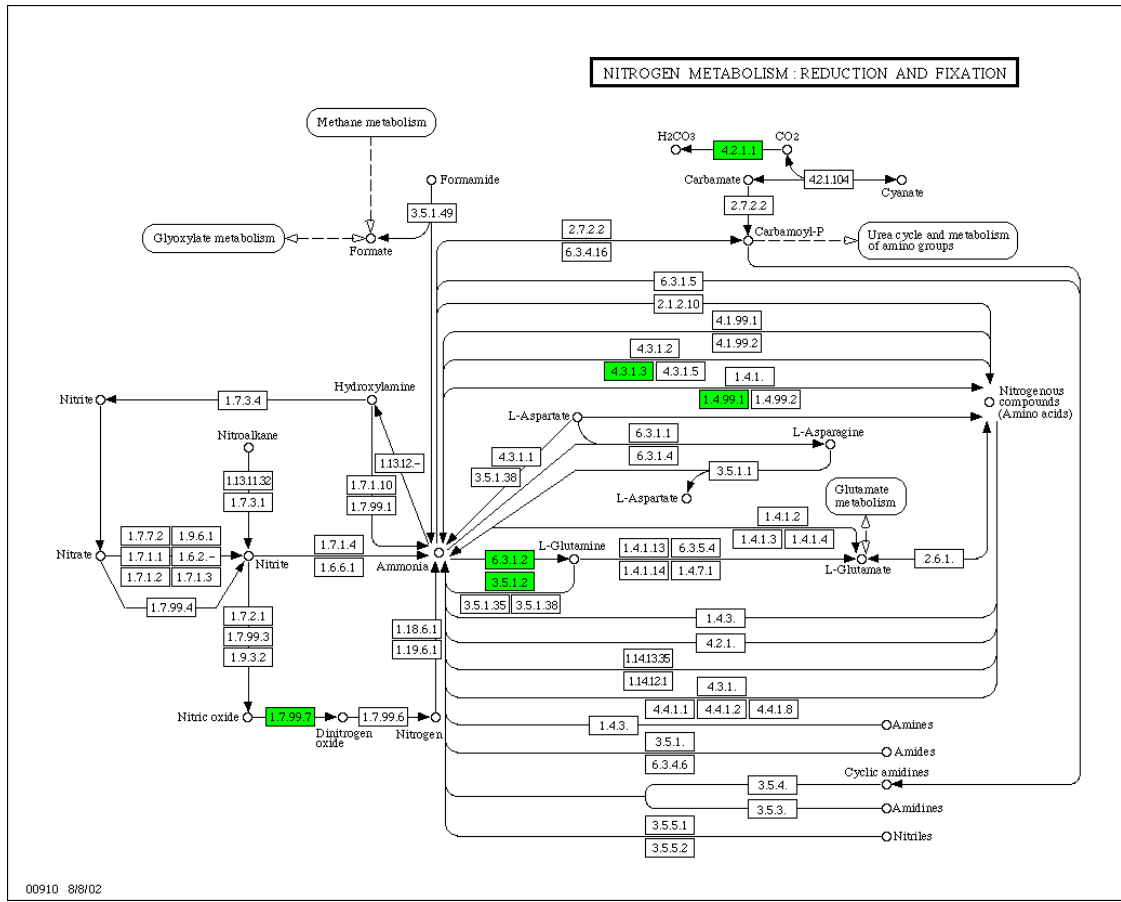 NITROGEN METABOLISM : REDUCTION AND FIXATION
Methane metabolism
H2CO3
4.2.1.1
CO2
Formamide
Carbamate
4.2.1.104
Cyanate
3.5.1.49
2.7.2.2
Glyoxylate metabolism
Formate
2.7.2.2
6.3.4.16
Carbamoyl-P
Urea cycle and metabolism
of amino groups
6.3.1.5
2.1.2.10
4.1.99.1
4.1.99.2
4.3.1.2
4.3.1.3
4.3.1.5
1.4.1.
1.4.99.1
1.4.99.2
Nitrogenous
compounds
(Amino acids)
Nitrite
1.7.3.4
Hydroxylamine
L-Aspartate
Nitroalkane
6.3.1.1
6.3.1.4
L-Asparagine
4.3.1.1
3.5.1.38
1.13.12.-
3.5.1.1
L-Aspartate
1.13.11.32
1.7.3.1
1.7.1.10
1.7.99.1
Glutamate
metabolism
1.4.1.2
1.4.1.3
1.4.1.4
1.7.7.2
1.9.6.1
1.7.1.1
1.6.2.-
1.7.1.2
1.7.1.3
Nitrate
Nitrite
1.7.1.4
1.6.6.1
Ammonia
6.3.1.2
3.5.1.2
L-Glutamine
1.4.1.13
6.3.5.4
1.4.1.14
1.4.7.1
L-Glutamate
2.6.1.
3.5.1.35
3.5.1.38
1.7.99.4
1.7.2.1
1.7.99.3
1.9.3.2
1.18.6.1
1.19.6.1
1.4.3.
4.2.1.
1.14.13.35
1.14.12.1
4.3.1.
4.4.1.1
4.4.1.2
4.4.1.8
Nitric oxide
1.7.99.7
Dinitrogen
oxide
1.7.99.6
Nitrogen
1.4.3.
Amines
3.5.1.
6.3.4.6
Amides
Cyclic amidines
3.5.4.
3.5.3.
Amidines
3.5.5.1
3.5.5.2
Nitriles
00910 8/8/02